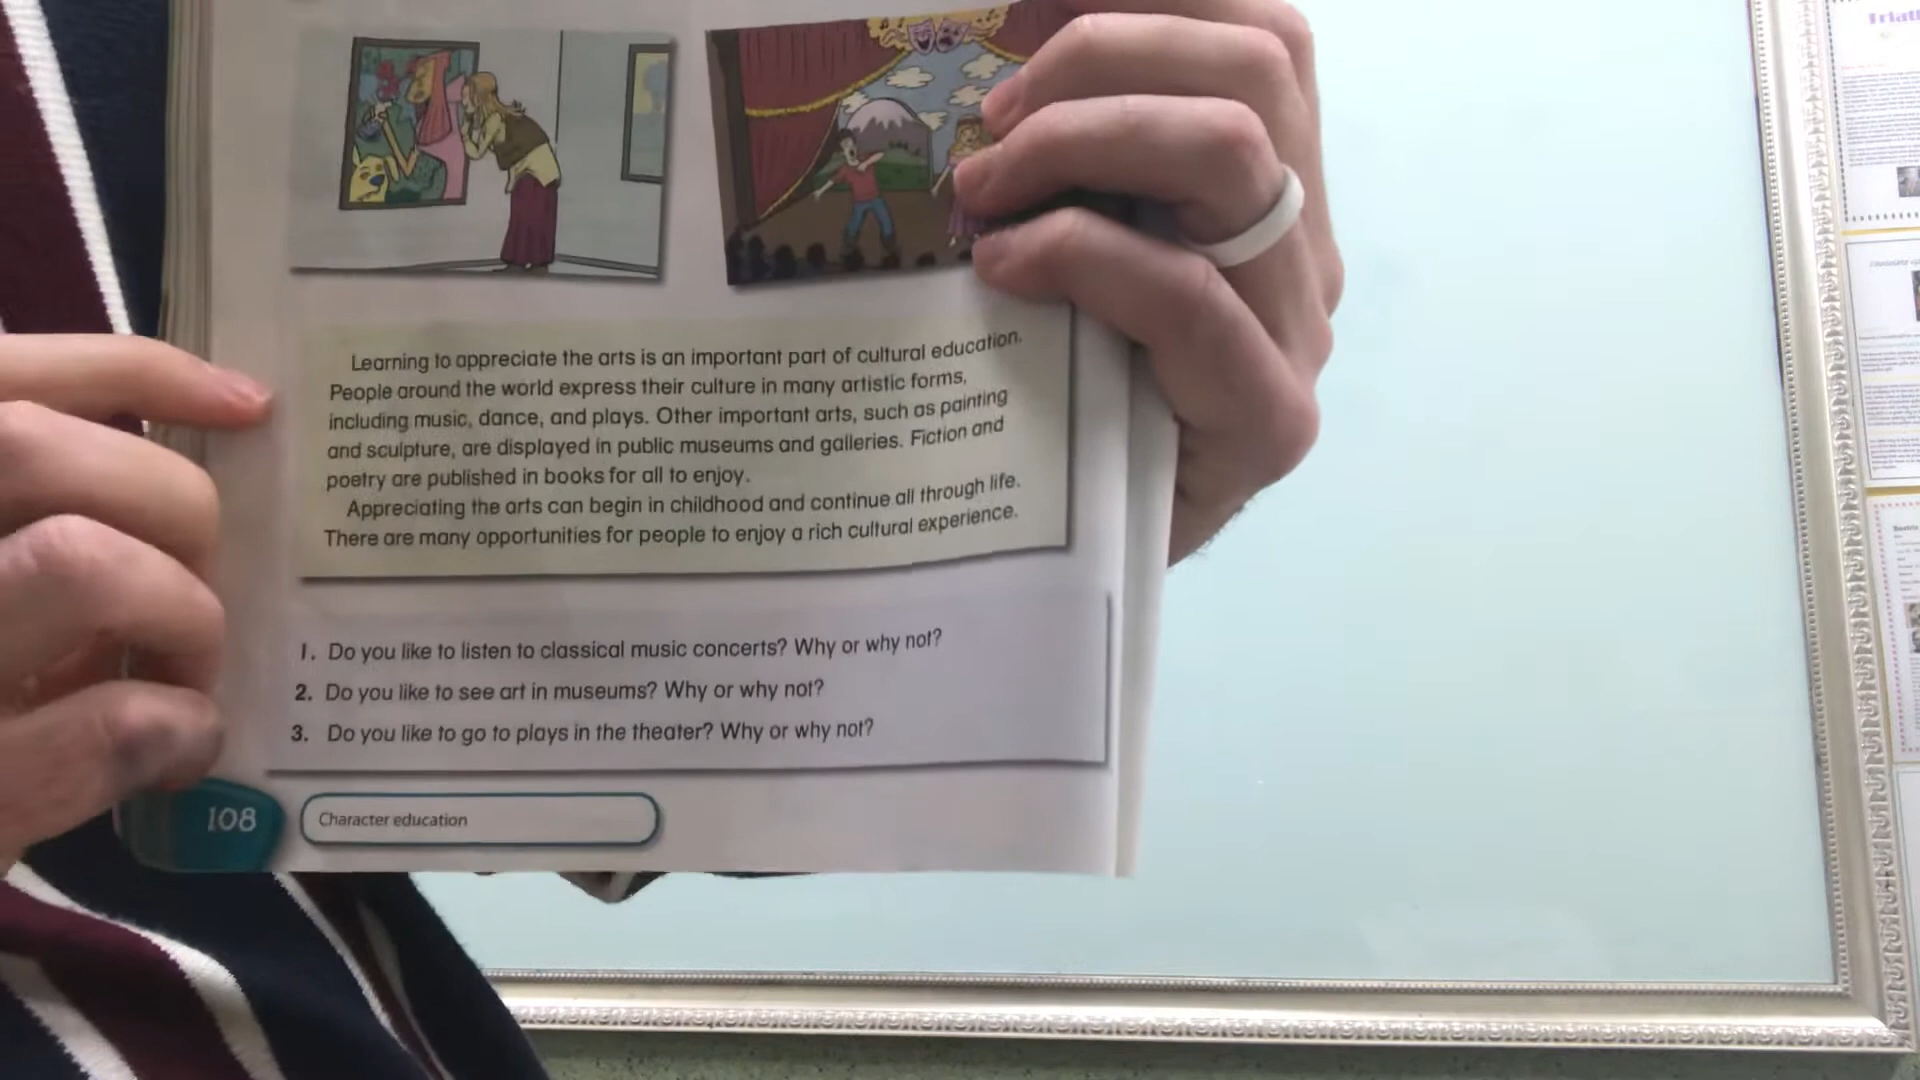 Learning to appreciate the arts is an important part of cultural education.
People around the world express their culture in many artistic forms,
including music, dance, and plays. Other important arts, such as painting
and sculpture, are displayed in public museums and galleries. Fiction and
poetry are published in books for all to enjoy.
Appreciating the arts can begin in childhood and continue all through life.
There are many opportunities for people to enjoy a rich cultural experience.
1. Do you like to listen to classical music concerts? Why or why not?
2. Do you like to see art in museums? Why or why not?
3. Do you like to go to plays in the theater? Why or why not?
108
Character education